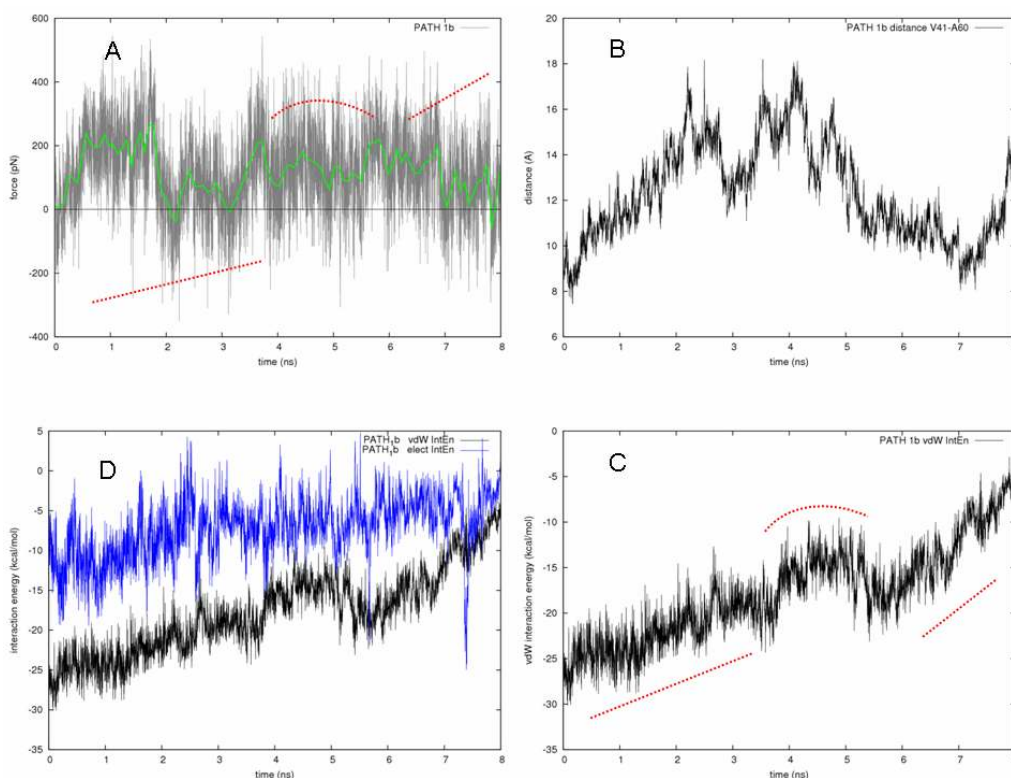 A
PATH 1b
600
400
200
0
-200
-400
force (pN)
0 1 2 3 4 5 6 7 8
time (ns)
B
PATH 1b distance V41-A60
20
18
16
14
12
10
8
6
distance (A)
0 1 2 3 4 5 6 7
time (ns)
D
PATH_1b vdW IntEn
PATH_1b elect IntEn
5
0
-5
-10
-15
-20
-25
-30
-35
interaction energy (kcal/mol)
0 1 2 3 4 5 6 7 8
time (ns)
C
PATH 1b vdW IntEn
0
-5
-10
-15
-20
-25
-30
-35
vdW interaction energy (kcal/mol)
0 1 2 3 4 5 6 7
time (ns)